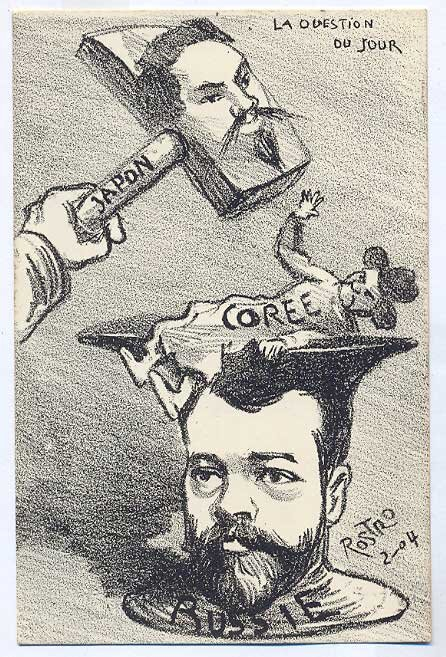 LA QUESTION
DU JOUR
JAPON
COREE
ROSTRO
2-04
RUSSIE